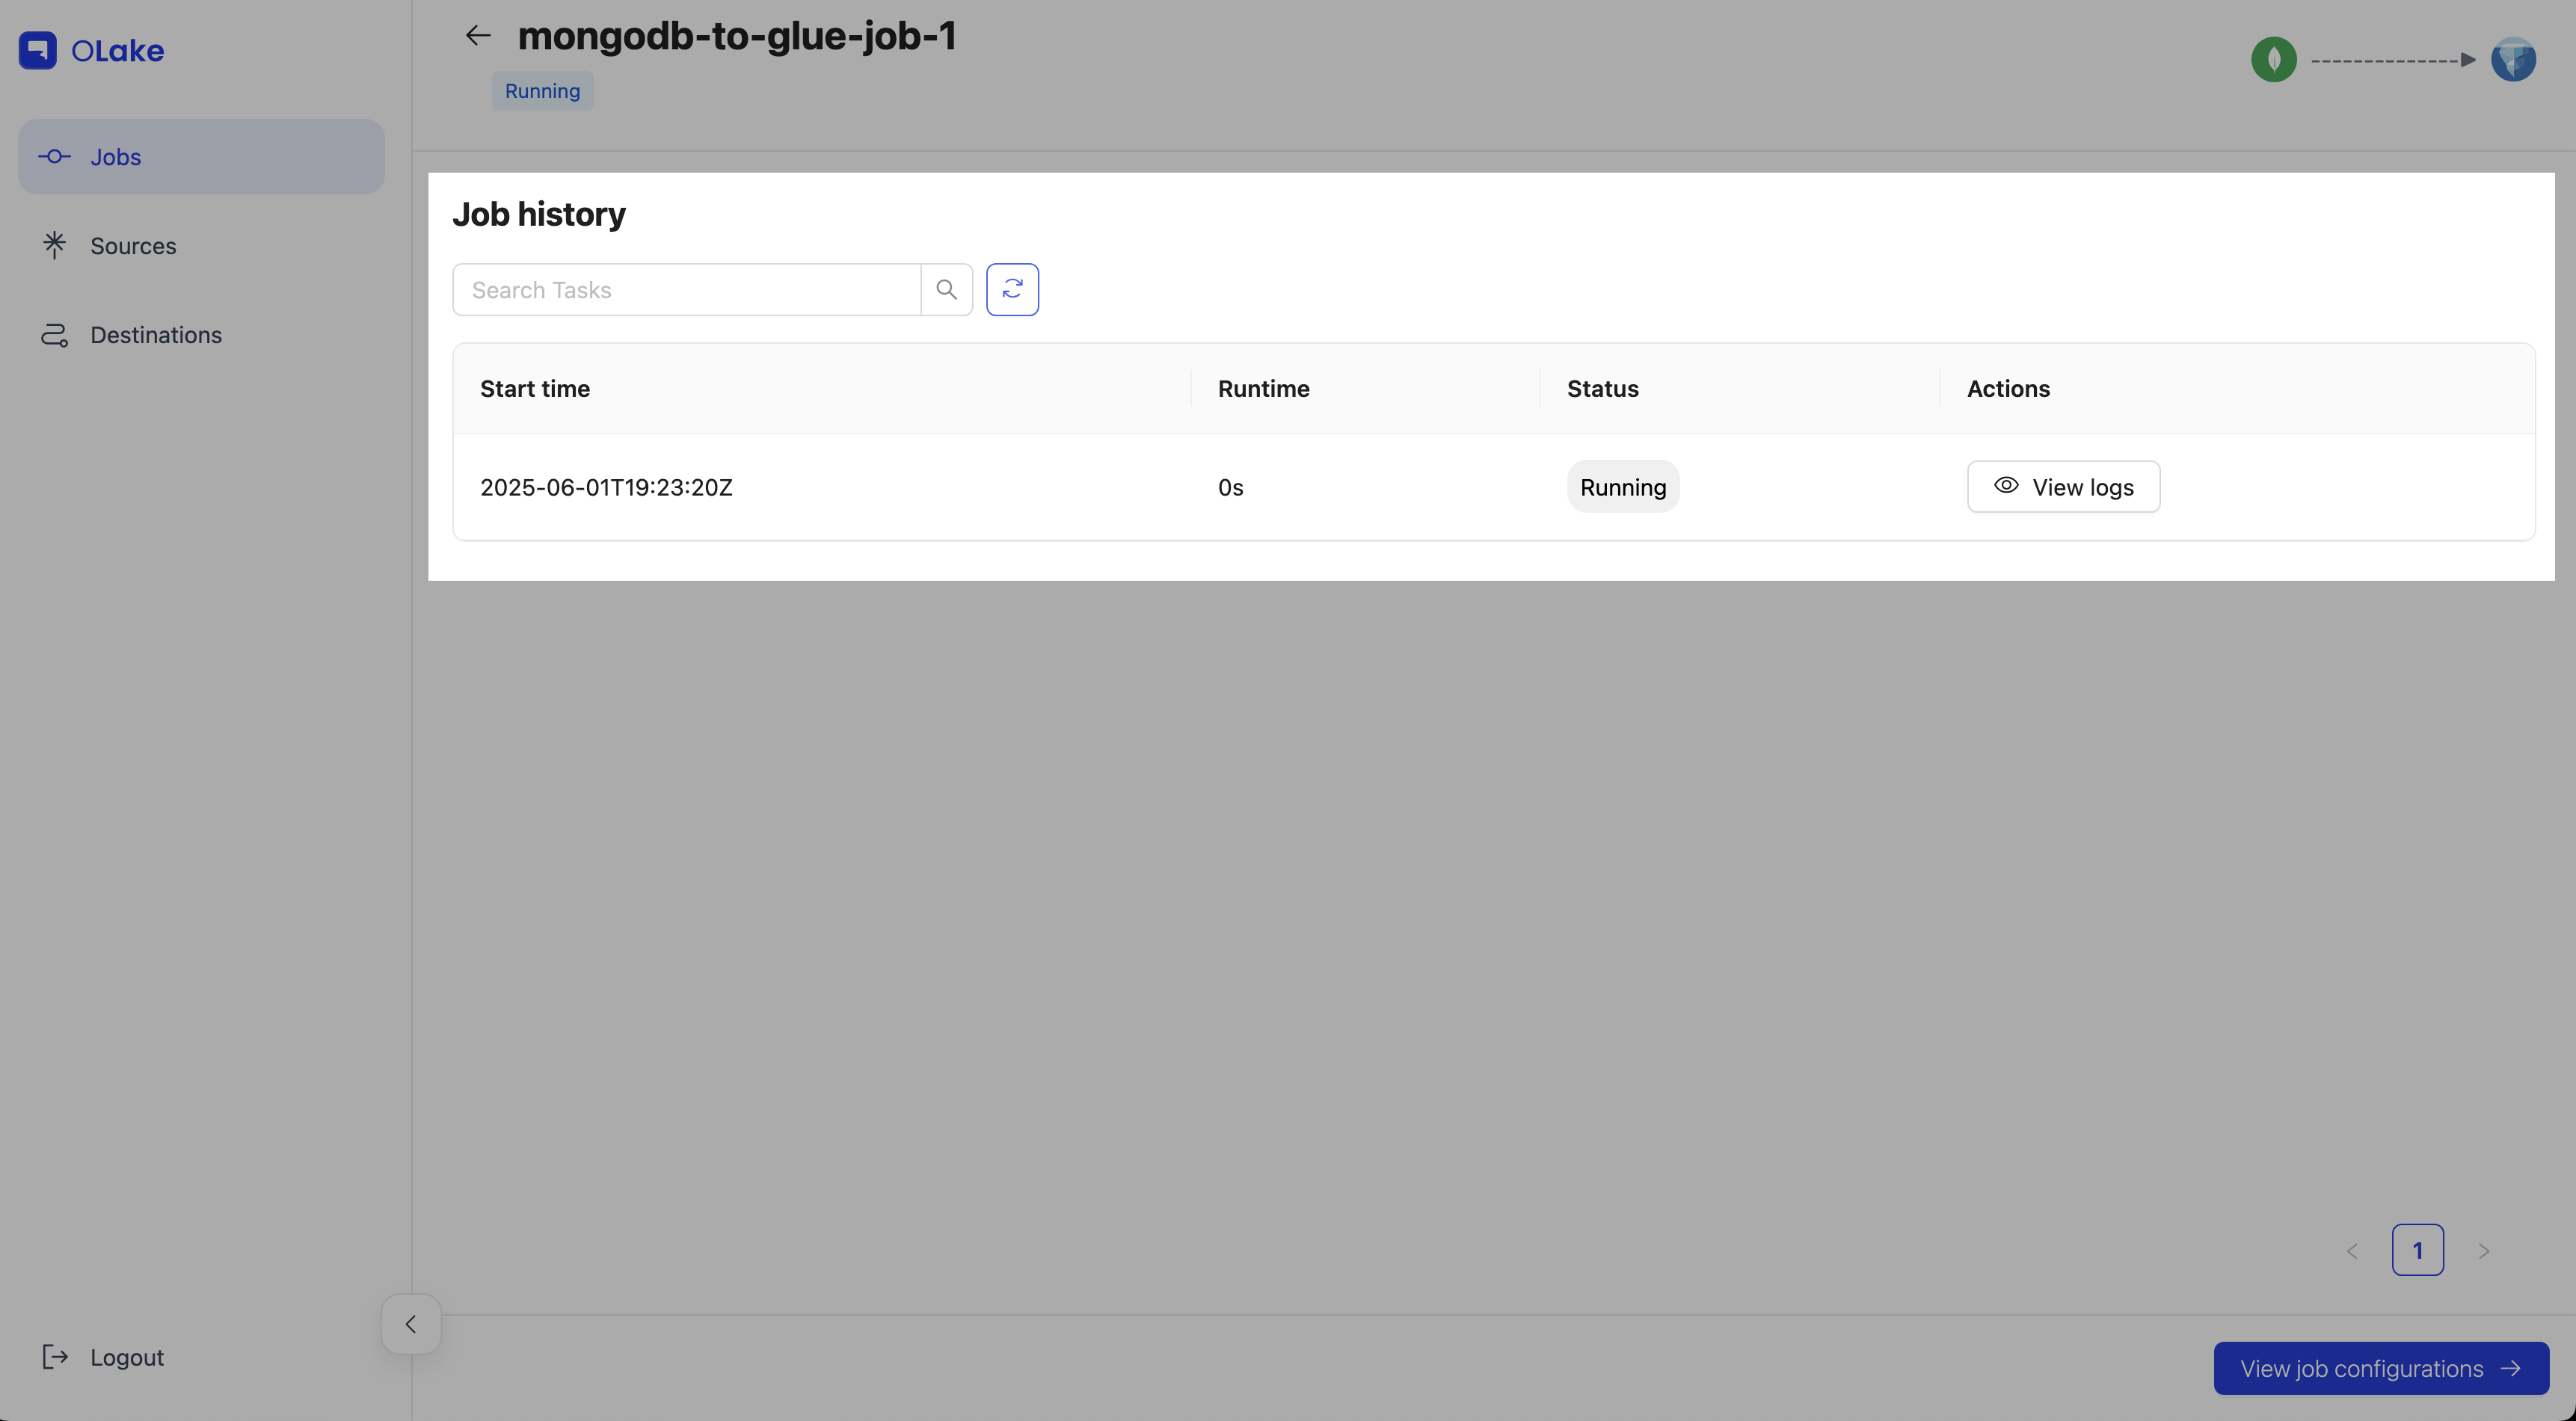 OLake
Jobs
Sources
Destinations
Logout
mongodb-to-glue-job-1
Running
Job history
Search Tasks
Start time Runtime Status Actions
2025-06-01T19:23:20Z 0s Running View logs
1
View job configurations